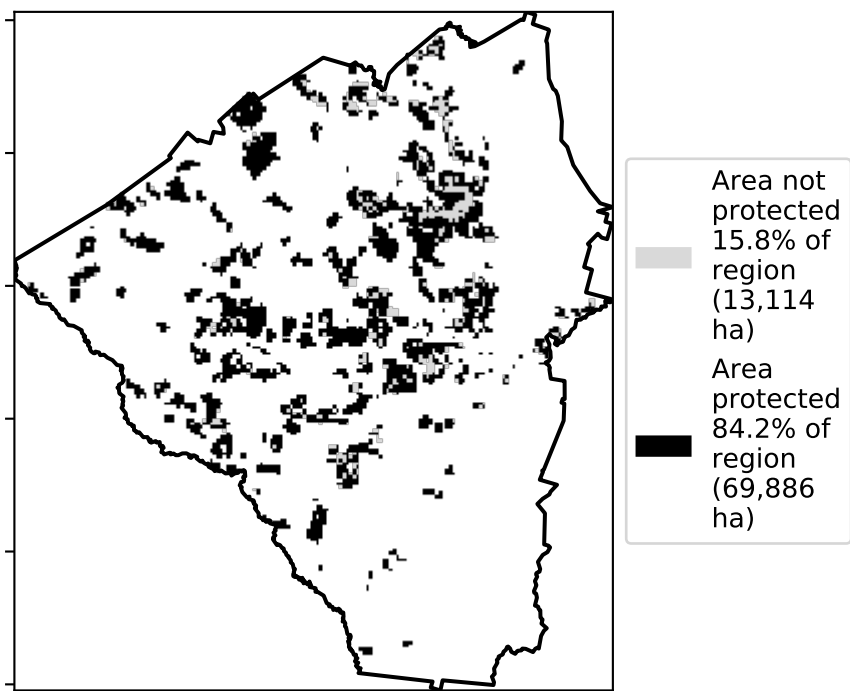 Area not
protected
15.8% of
region
(13,114
ha)
Area
protected
84.2% of
region
(69,886
ha)